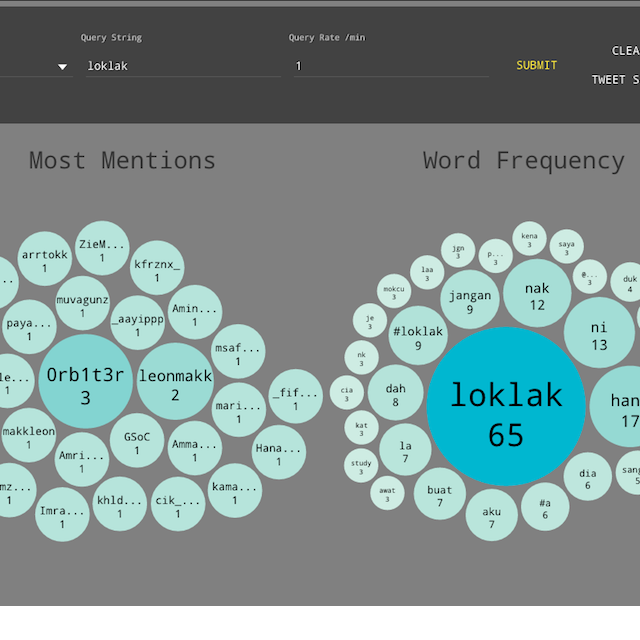 Query String
Query Rate /min
CLEA
loklak
1
SUBMIT
TWEET S
Most Mentions
Word Frequency
ZieM...
1
arrtokk
1
kfrznx_
1
muvagunz
1
Amin...
1
_aayippp
1
paya...
1
msaf...
1
0rb1t3r
3
leonmakk
2
le...
1
_fif...
1
mari...
1
makkleon
1
GSoC
1
Amma...
1
Hana...
1
Amri...
1
mz...
1
kama...
1
khld...
1
cik_...
1
Imra...
1
kena
3
saya
3
jgn
3
p...
3
laa
3
@...
3
duk
4
mokcu
3
jangan
9
nak
12
je
3
#loklak
9
ni
13
nk
3
cia
3
dah
8
loklak
65
han
17
kat
3
la
7
study
3
dia
6
sang
5
awat
3
buat
7
aku
7
#a
6